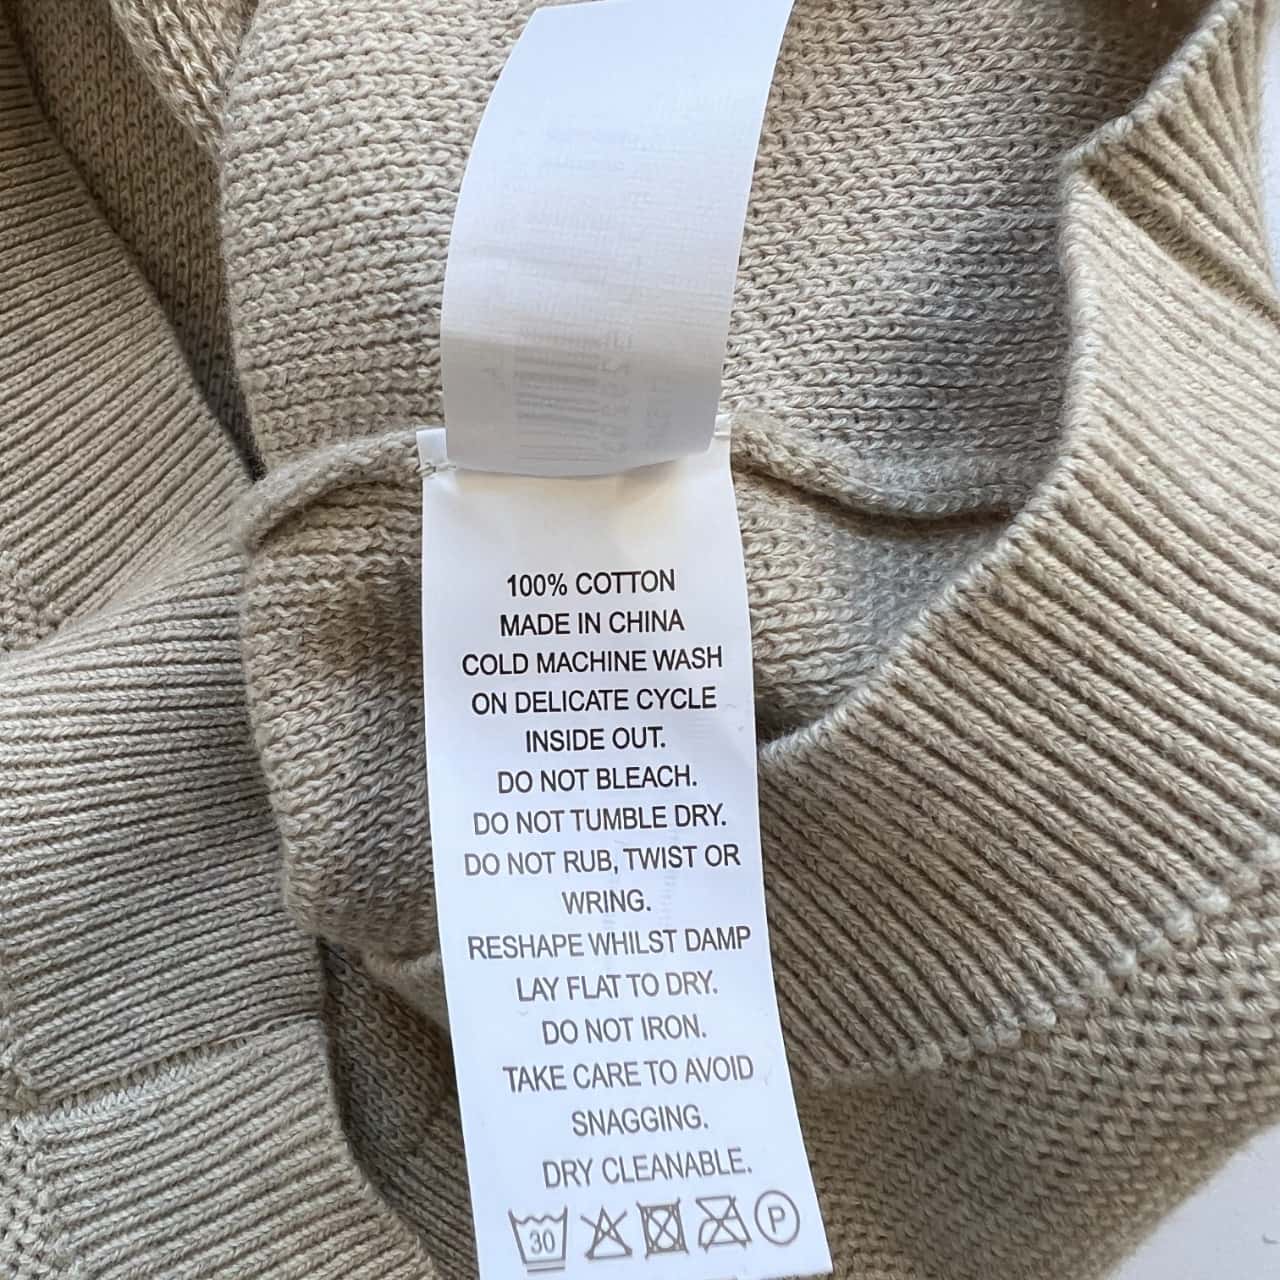 100% COTTON
MADE IN CHINA
COLD MACHINE WASH
ON DELICATE CYCLE
INSIDE OUT.
DO NOT BLEACH.
DO NOT TUMBLE DRY.
DO NOT RUB, TWIST OR
WRING.
RESHAPE WHILST DAMP
LAY FLAT TO DRY.
DO NOT IRON.
TAKE CARE TO AVOID
SNAGGING.
DRY CLEANABLE.
30 P